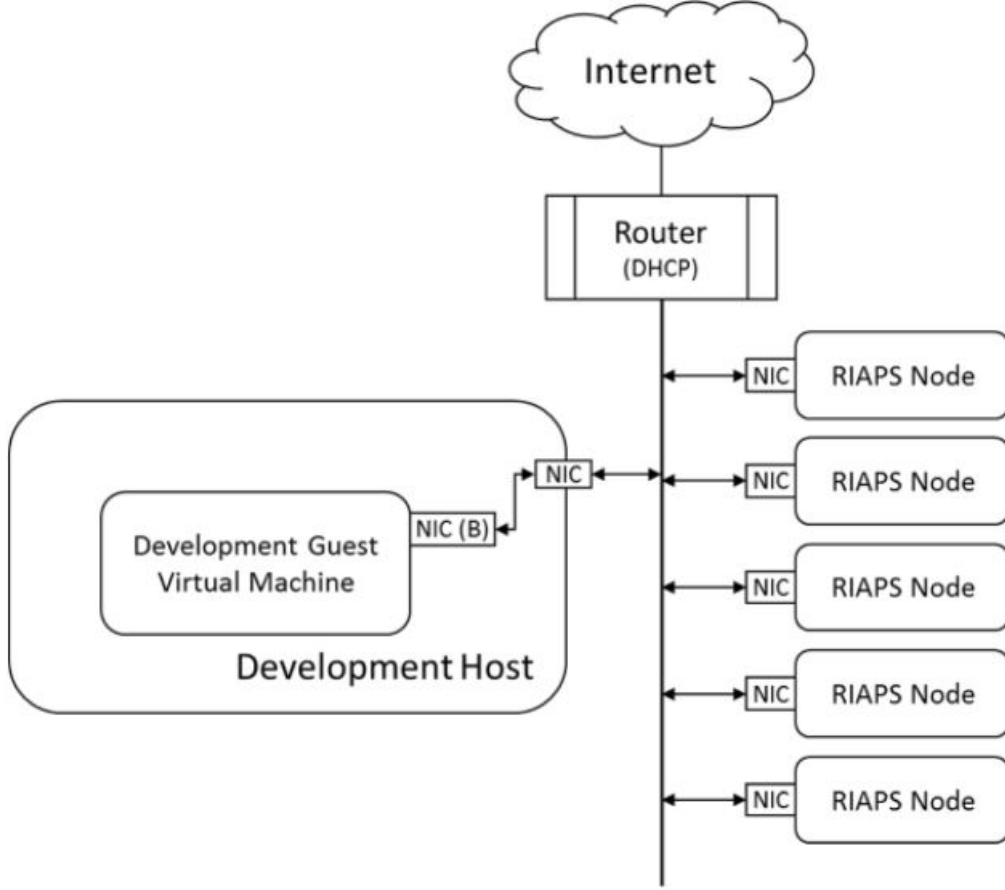 Internet
Router
(DHCP)
NIC
RIAPS Node
NIC
RIAPS Node
NIC
NIC (B)
Development Guest
Virtual Machine
Development Host
NIC
RIAPS Node
NIC
RIAPS Node
NIC
RIAPS Node